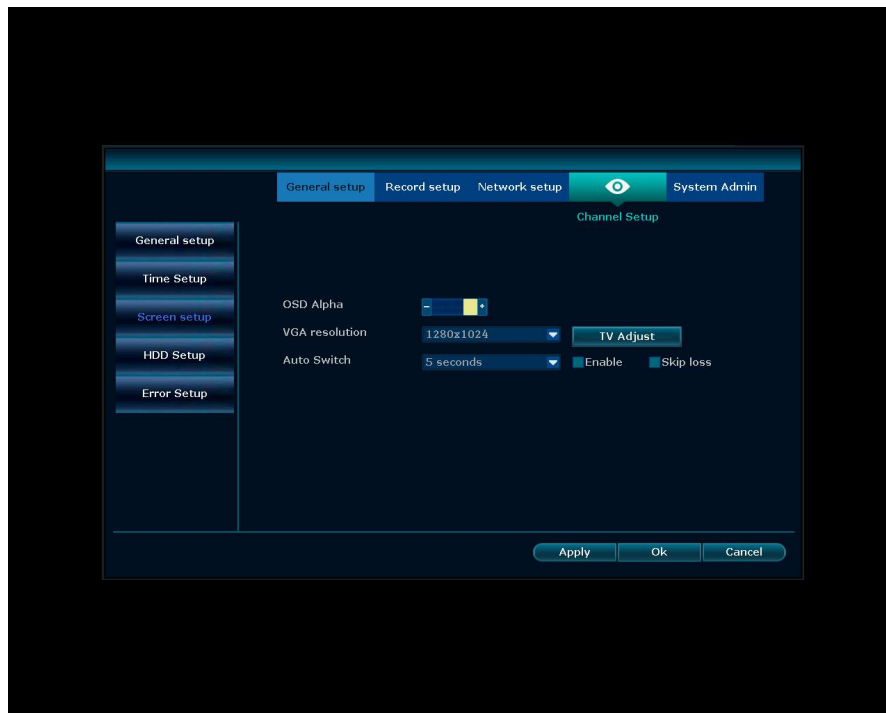 General setup Record setup Network setup System Admin
Channel Setup
General setup
Time Setup
Screen setup
HDD Setup
Error Setup
OSD Alpha - +
VGA resolution 1280x1024 TV Adjust
Auto Switch 5 seconds Enable Skip loss
Apply Ok Cancel